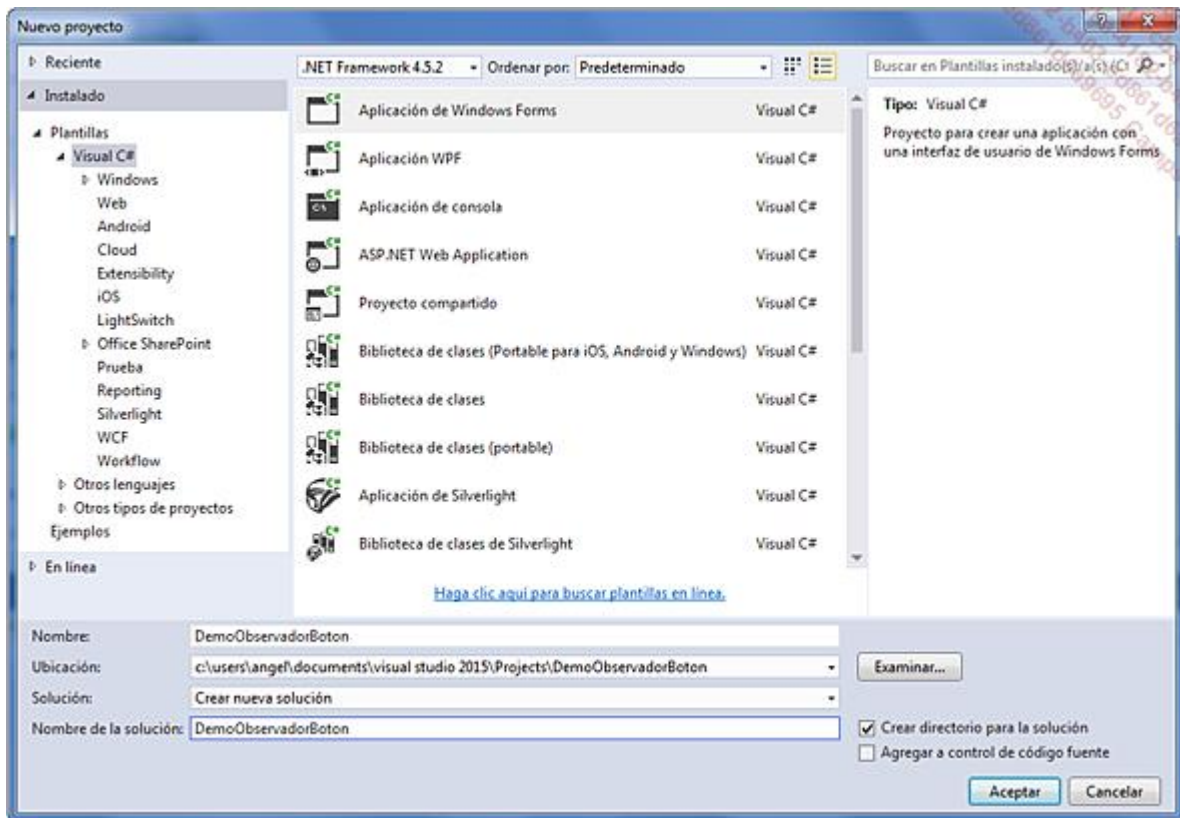 Nuevo proyecto
Reciente
Instalado
Plantillas
Visual C#
Windows
Web
Android
Cloud
Extensibility
iOS
LightSwitch
Office SharePoint
Prueba
Reporting
Silverlight
WCF
Workflow
Otros lenguajes
Otros tipos de proyectos
Ejemplos
En línea
.NET Framework 4.5.2 Ordenar por: Predeterminado
Aplicación de Windows Forms Visual C#
Aplicación WPF Visual C#
Aplicación de consola Visual C#
ASP.NET Web Application Visual C#
Proyecto compartido Visual C#
Biblioteca de clases (Portable para iOS, Android y Windows) Visual C#
Biblioteca de clases Visual C#
Biblioteca de clases (portable) Visual C#
Aplicación de Silverlight Visual C#
Biblioteca de clases de Silverlight Visual C#
Haga clic aquí para buscar plantillas en línea.
Buscar en Plantillas instalado(s)/a(s) (Ct
Tipo: Visual C#
Proyecto para crear una aplicación con
una interfaz de usuario de Windows Forms
Nombre: DemoObservadorBoton
Ubicación: c:\users\angel\documents\visual studio 2015\Projects\DemoObservadorBoton Examinar...
Solución: Crear nueva solución
Nombre de la solución: DemoObservadorBoton
Crear directorio para la solución
Agregar a control de código fuente
Aceptar Cancelar